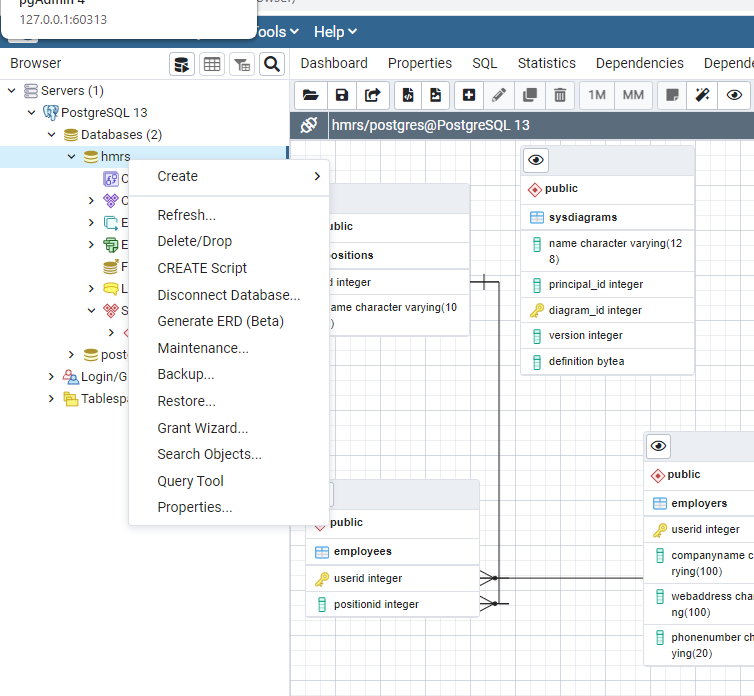 pgAdmin 4
127.0.0.1:60313
Tools
Help
Browser
Dashboard
Properties
SQL
Statistics
Dependencies
Servers (1)
PostgreSQL 13
Databases (2)
hmrs
Login/G
1M
MM
hmrs/postgres@PostgreSQL 13
Create
Refresh...
Delete/Drop
CREATE Script
Disconnect Database...
Generate ERD (Beta)
Maintenance...
Backup...
Restore...
Grant Wizard...
Search Objects...
Query Tool
Properties...
public
sysdiagrams
name character varying(12
8)
principal_id integer
diagram_id integer
version integer
definition bytea
ublic
ositions
d integer
ame character varying(10
)
public
employees
userid integer
positionid integer
public
employers
userid integer
companyname c
rying(100)
webaddress cha
ng(100)
phonenumber ch
ying(20)